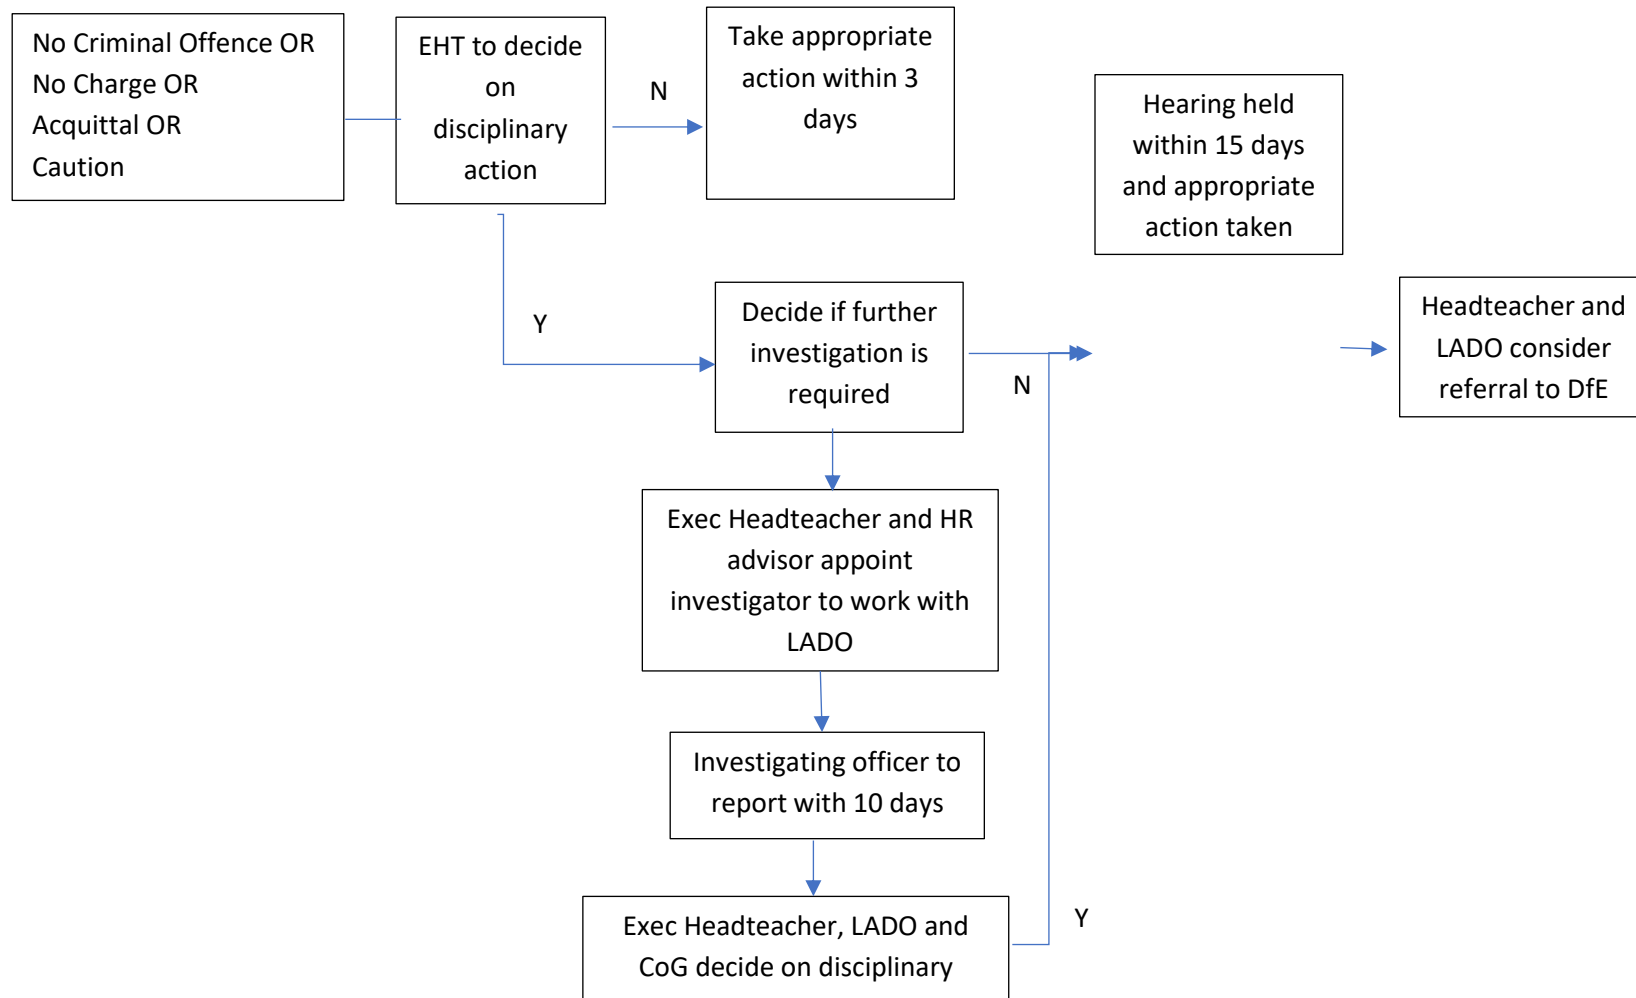 No Criminal Offence OR
No Charge OR
Acquittal OR
Caution
EHT to decide
on
disciplinary
action
N
Take appropriate
action within 3
days
Hearing held
within 15 days
and appropriate
action taken
Y
Decide if further
investigation is
required
N
Headteacher and
LADO consider
referral to DfE
Exec Headteacher and HR
advisor appoint
investigator to work with
LADO
Investigating officer to
report with 10 days
Exec Headteacher, LADO and
CoG decide on disciplinary
Y